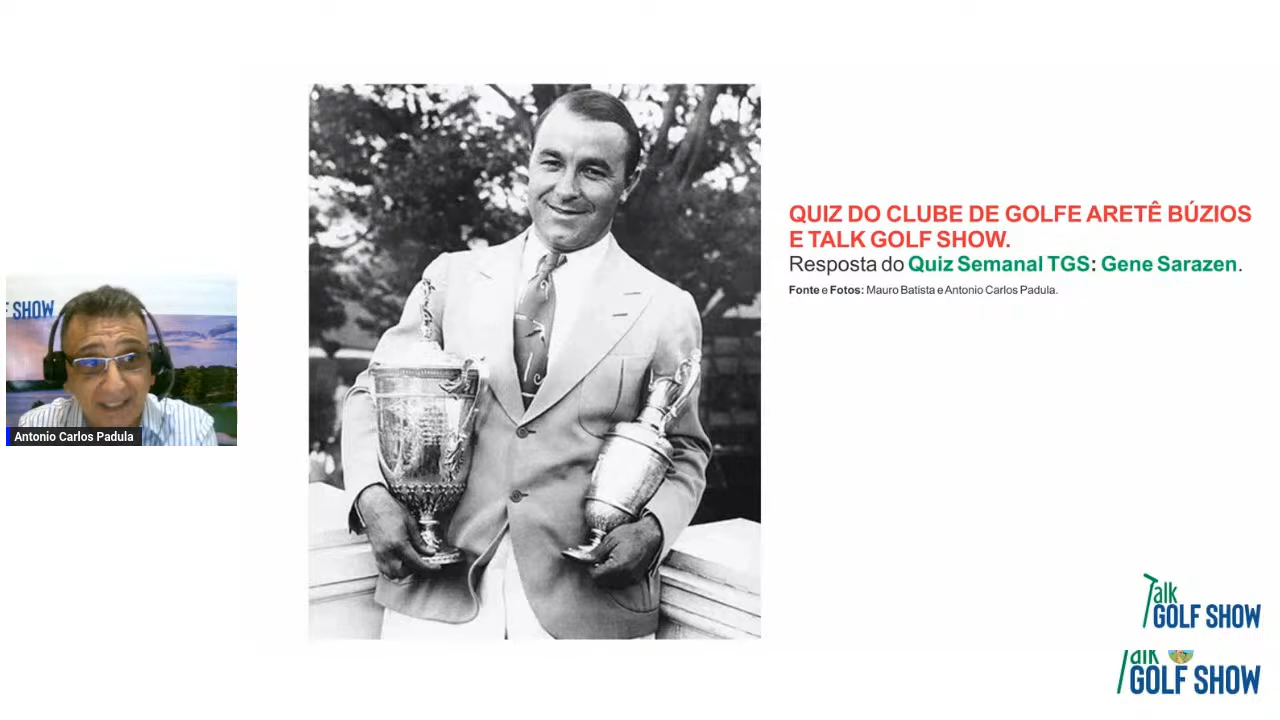 QUIZ DO CLUBE DE GOLFE ARETÊ BÚZIOS
E TALK GOLF SHOW.
Resposta do Quiz Semanal TGS: Gene Sarazen.
Fonte e Fotos: Mauro Batista e Antonio Carlos Padula.
SHOW
Antonio Carlos Padula
Talk
GOLF SHOW
Talk
GOLF SHOW